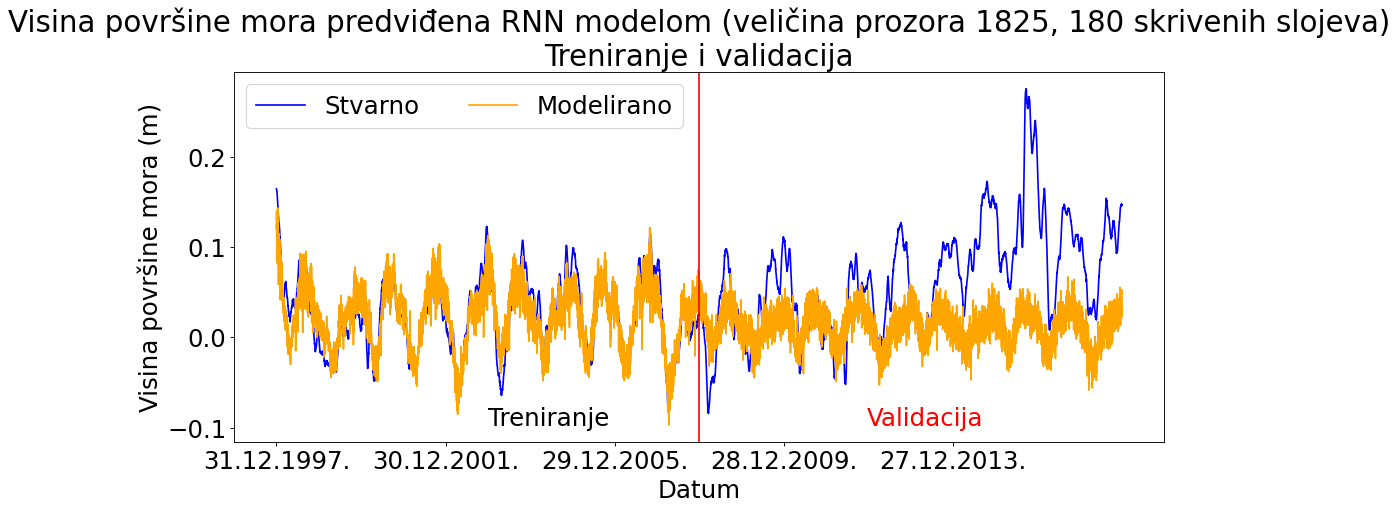 Visina površine mora predviđena RNN modelom (veličina prozora 1825, 180 skrivenih slojeva)
Treniranje i validacija
Stvarno
Modelirano
Visina površine mora (m)
0.2
0.1
0.0
−0.1
Treniranje
Validacija
31.12.1997.
30.12.2001.
29.12.2005.
28.12.2009.
27.12.2013.
Datum